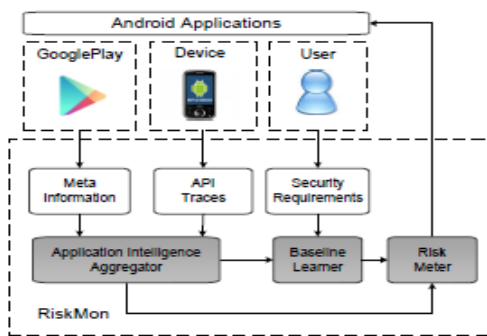 Android Applications
GooglePlay
Device
User
Meta
Information
API
Traces
Security
Requirements
Application Intelligence
Aggregator
Baseline
Learner
Risk
Meter
RiskMon